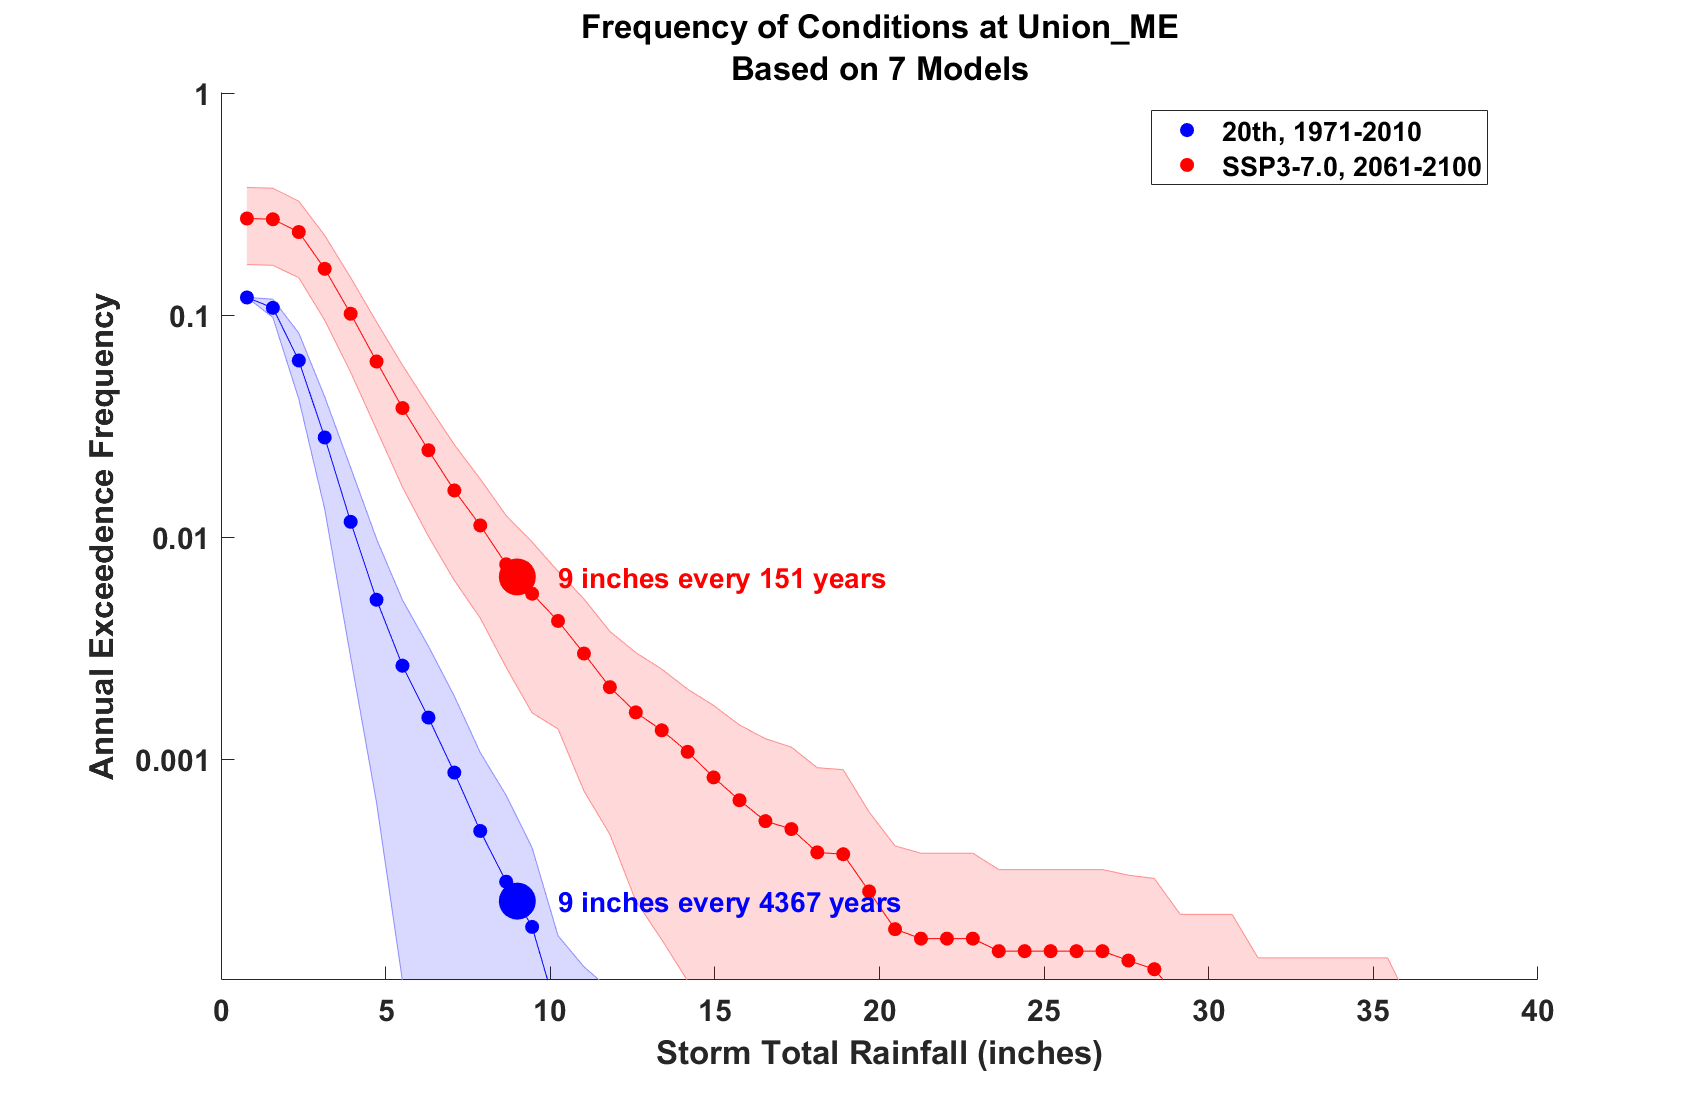 Frequency of Conditions at Union_ME
Based on 7 Models
20th, 1971-2010
SSP3-7.0, 2061-2100
Annual Exceedence Frequency
1
0.1
0.01
0.001
9 inches every 151 years
9 inches every 4367 years
0 5 10 15 20 25 30 35 40
Storm Total Rainfall (inches)